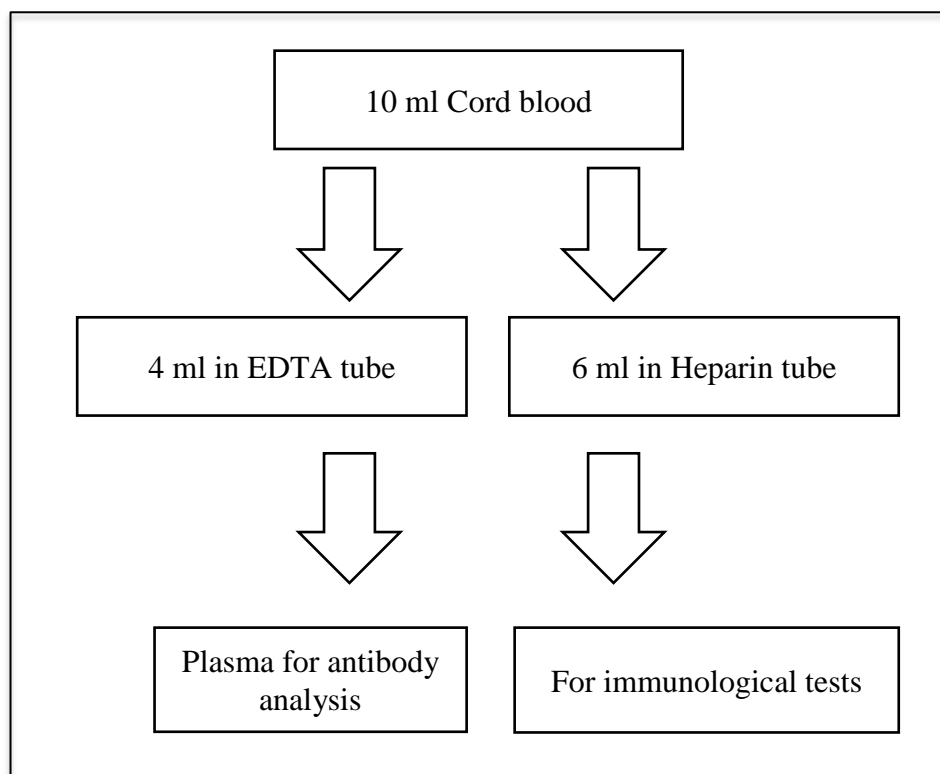 10 ml Cord blood
4 ml in EDTA tube
6 ml in Heparin tube
Plasma for antibody
analysis
For immunological tests